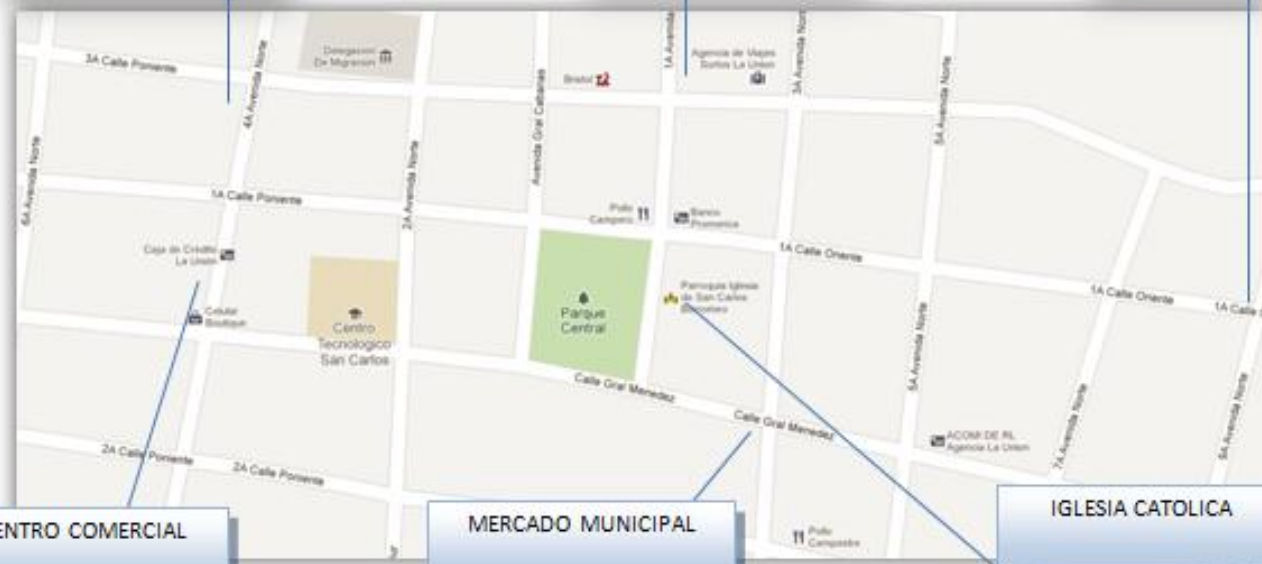 3A Calle Poniente
4A Avenida Norte
Delegacion
De Migracion
Avenida Gral Cabanas
Bristol
1A Avenida
Agencia de Viajes
La Union
3A Avenida Nort
5A Avenida Norte
6A Avenida Norte
1A Calle Poniente
2A Avenida Norte
Pollo
Campero
Banco
Promerica
1A Calle Oriente
1A Calle Oriente
1A Calle
Caja de Credito
La Union
Celular
Boutique
Centro
Tecnologico
San Carlos
Parque
Central
Parroquia Iglesia
de San Carlos
Borromeo
Calle Gral Menedez
Calle Gral Menedez
5A Avenida Norte
7A Avenida Norte
9A Avenida Norte
ACOMI DE RL
Agencia La Union
2A Calle Poniente
2A Calle Poniente
Pollo
Campestre
ENTRO COMERCIAL
MERCADO MUNICIPAL
IGLESIA CATOLICA